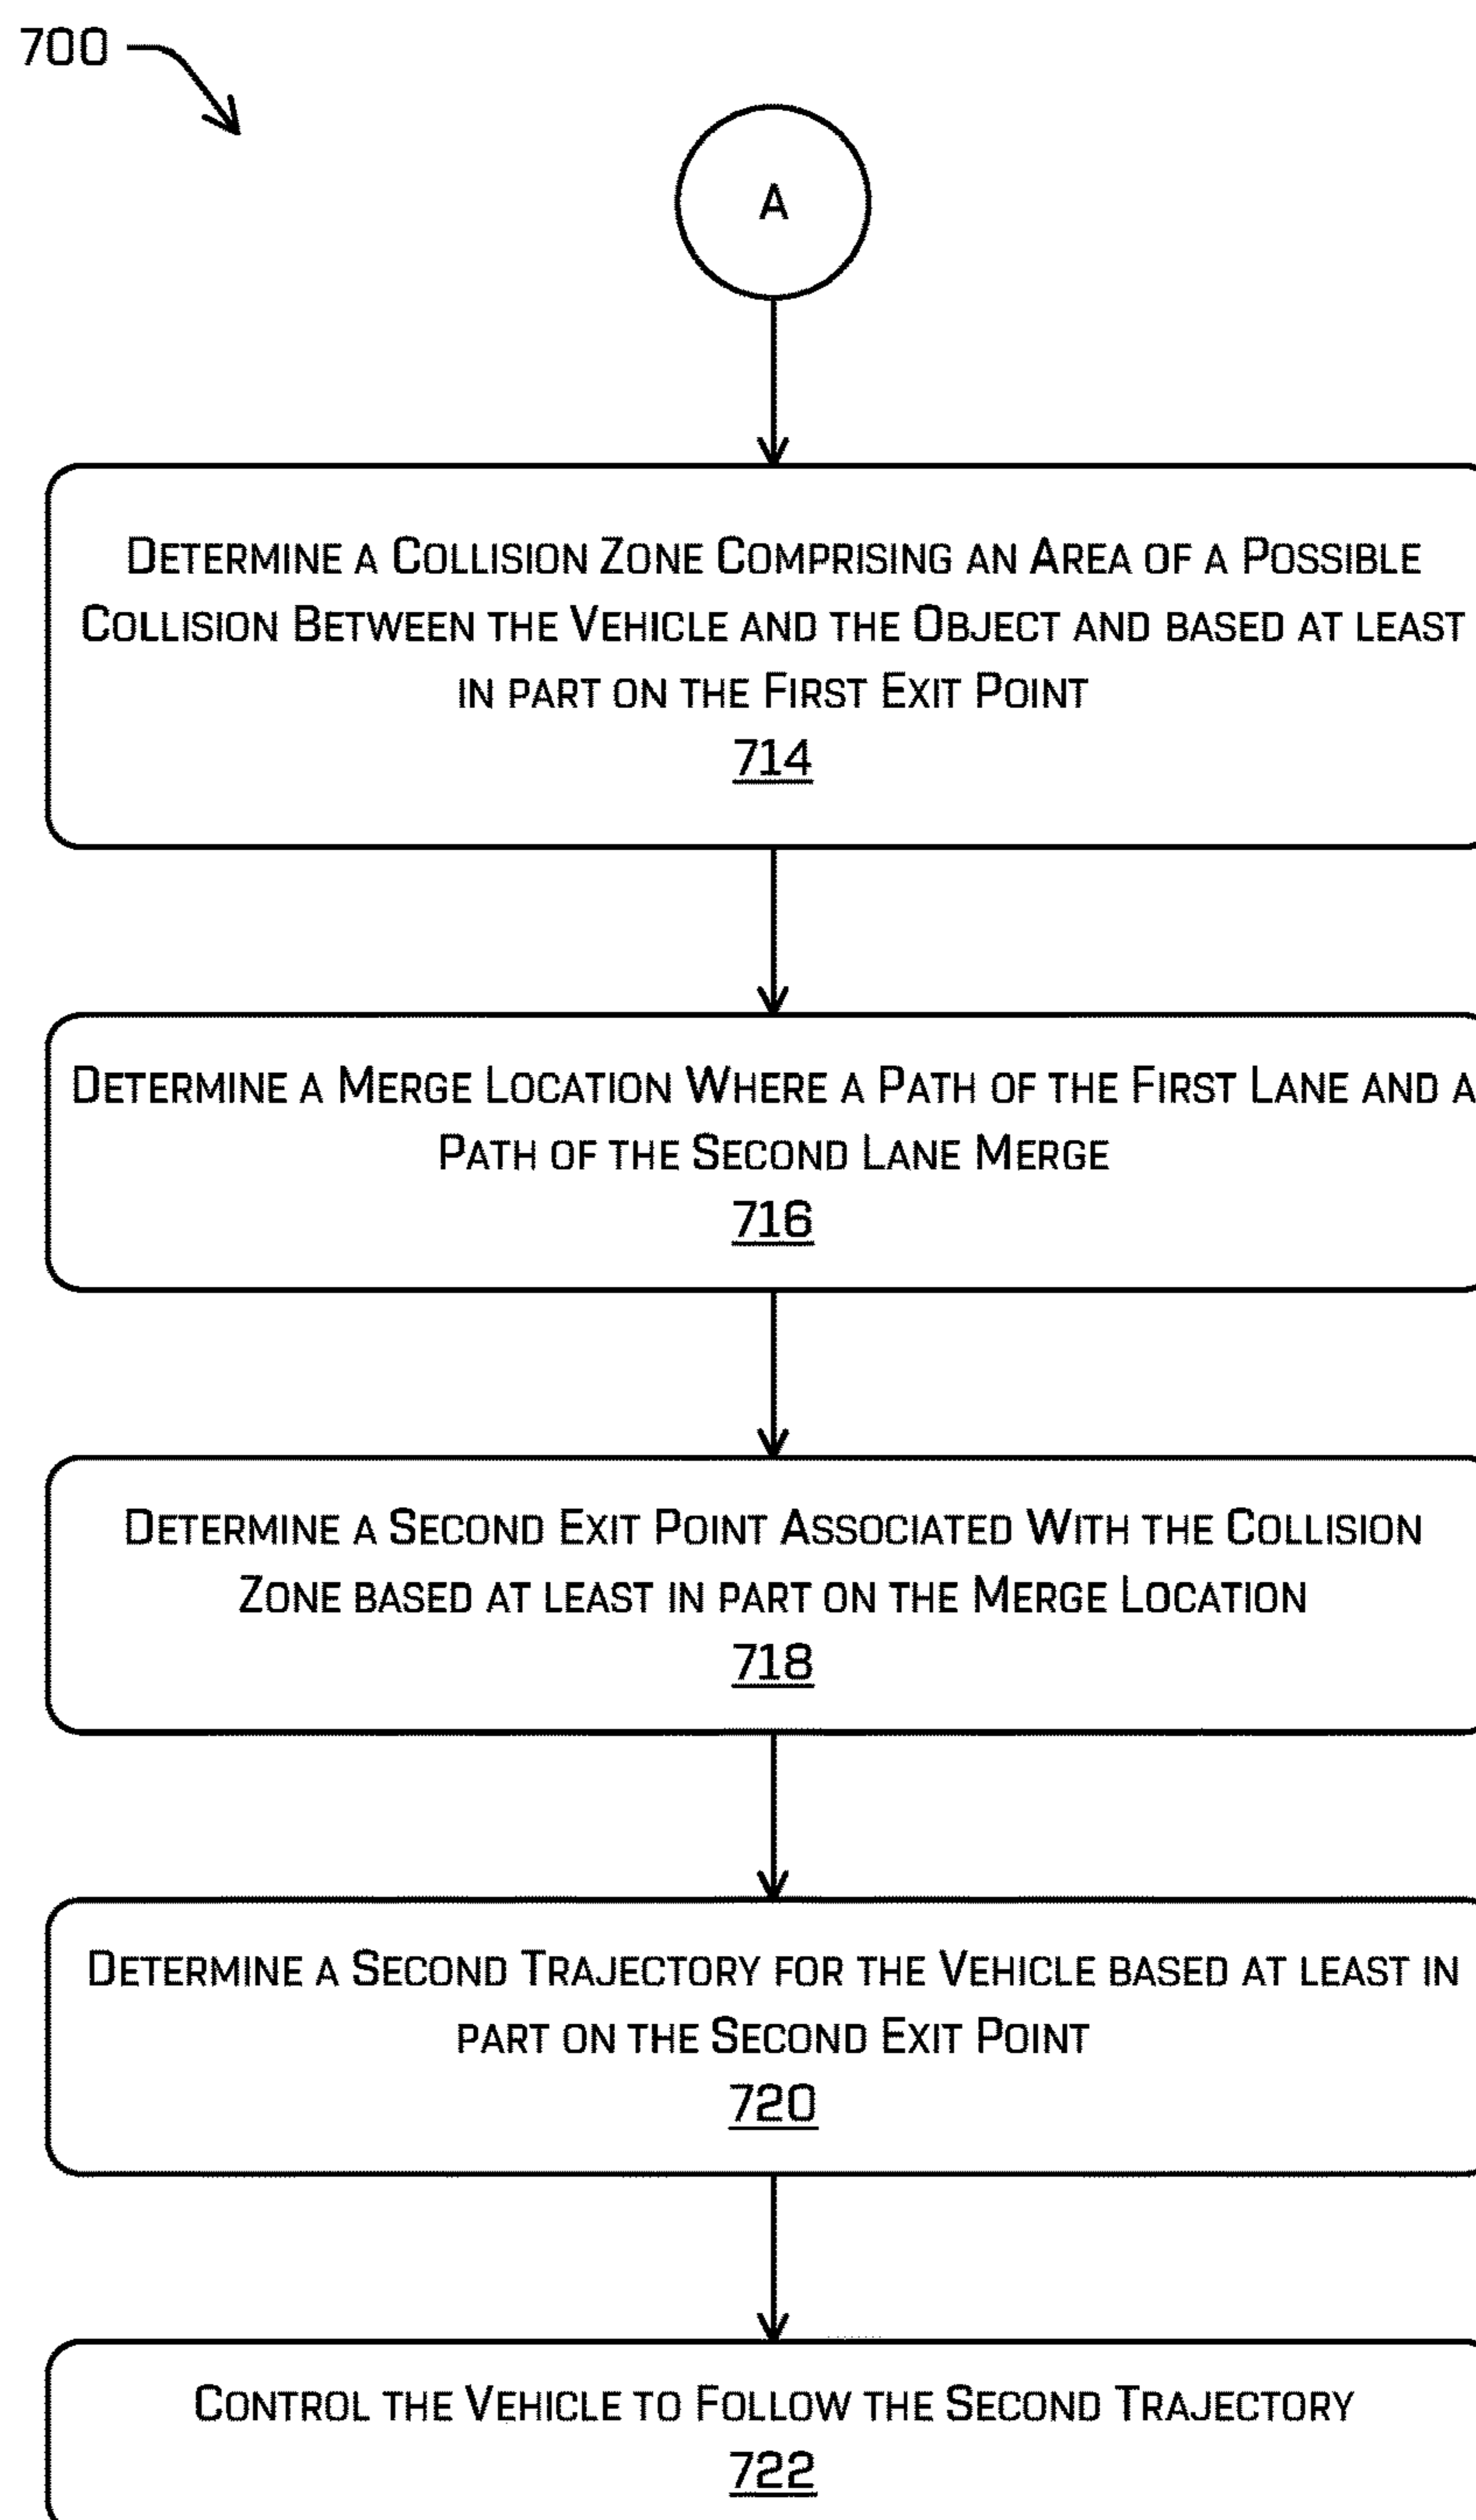 700
A
Determine a Collision Zone Comprising an Area of a Possible
Collision Between the Vehicle and the Object and based at least
in part on the First Exit Point
714
Determine a Merge Location Where a Path of the First Lane and a
Path of the Second Lane Merge
716
Determine a Second Exit Point Associated With the Collision
Zone based at least in part on the Merge Location
718
Determine a Second Trajectory for the Vehicle based at least in
part on the Second Exit Point
720
Control the Vehicle to Follow the Second Trajectory
722